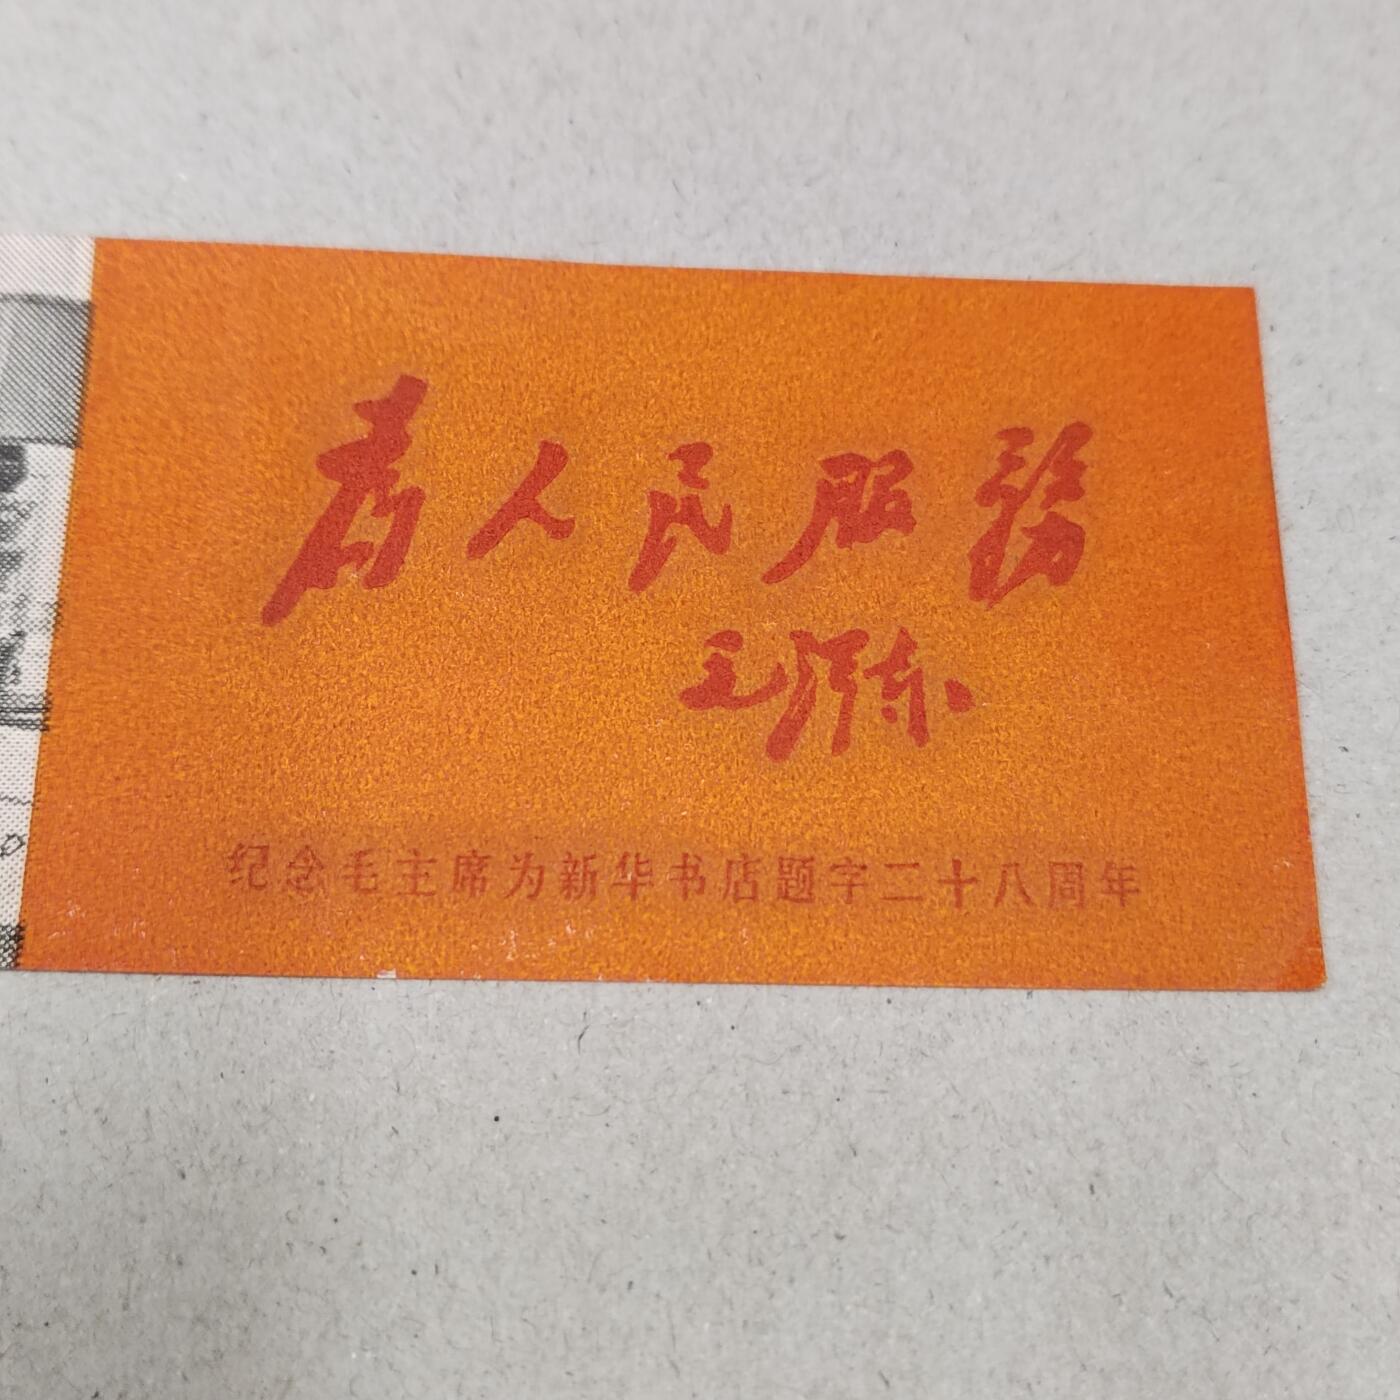 为人民服務
毛泽东
纪念毛主席为新华书店题字二十八周年